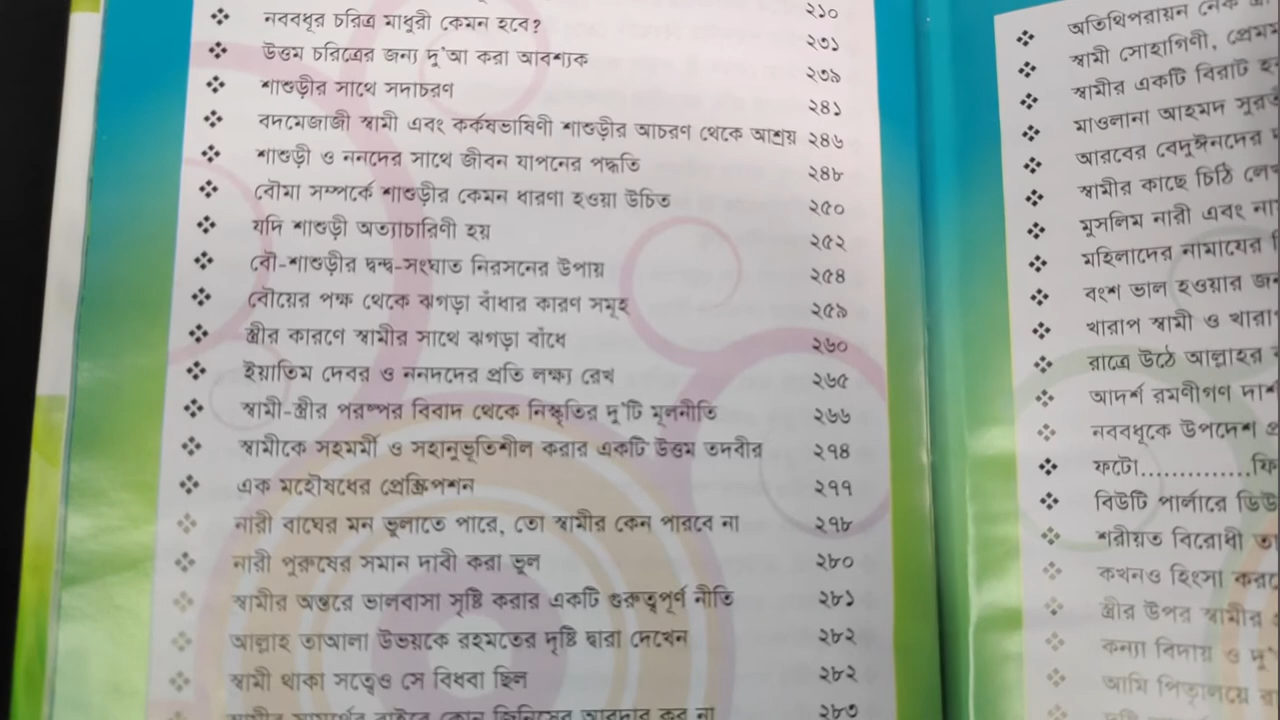 ২১০
নববধূর চরিত্র মাধুরী কেমন হবে? ২৩১
উত্তম চরিত্রের জন্য দু'আ করা আবশ্যক ২৩৯
শাশুড়ীর সাথে সদাচরণ ২৪১
বদমেজাজী স্বামী এবং কর্কষভাষিণী শাশুড়ীর আচরণ থেকে আশ্রয় ২৪৬
শাশুড়ী ও ননদের সাথে জীবন যাপনের পদ্ধতি ২৪৮
বৌমা সম্পর্কে শাশুড়ীর কেমন ধারণা হওয়া উচিত ২৫০
যদি শাশুড়ী অত্যাচারিণী হয় ২৫২
বৌ-শাশুড়ীর দ্বন্দ্ব-সংঘাত নিরসনের উপায় ২৫৪
বৌয়ের পক্ষ থেকে ঝগড়া বাঁধার কারণ সমূহ ২৫৯
স্ত্রীর কারণে স্বামীর সাথে ঝগড়া বাঁধে ২৬০
ইয়াতিম দেবর ও ননদদের প্রতি লক্ষ্য রেখ ২৬৫
স্বামী-স্ত্রীর পরষ্পর বিবাদ থেকে নিষ্কৃতির দু'টি মূলনীতি ২৬৬
স্বামীকে সহমর্মী ও সহানুভূতিশীল করার একটি উত্তম তদবীর ২৭৪
এক মহৌষধের প্রেস্ক্রিপশন ২৭৭
নারী বাঘের মন ভুলাতে পারে, তো স্বামীর কেন পারবে না ২৭৮
নারী পুরুষের সমান দাবী করা ভুল ২৮০
স্বামীর অন্তরে ভালবাসা সৃষ্টি করার একটি গুরুত্বপূর্ণ নীতি ২৮১
আল্লাহ তাআলা উভয়কে রহমতের দৃষ্টি দ্বারা দেখেন ২৮২
স্বামী থাকা সত্ত্বেও সে বিধবা ছিল ২৮২
২৮৩
অতিথিপরায়ন নেক
স্বামী সোহাগিণী,
স্বামীর একটি বিরাট
মাওলানা আহমদ
আরবের বেদুঈনদের
স্বামীর কাছে চিঠি
মুসলিম নারী এবং
মহিলাদের নামাযের
বংশ ভাল হওয়ার
খারাপ স্বামী ও
রাত্রে উঠে আল্লাহর
আদর্শ রমণীগণ
নববধূকে উপদেশ
ফটো..............
বিউটি পার্লারে
শরীয়ত বিরোধী
কখনও হিংসা
স্ত্রীর উপর স্বামীর
কন্যা বিদায় ও
আমি পিত্রালয়ে